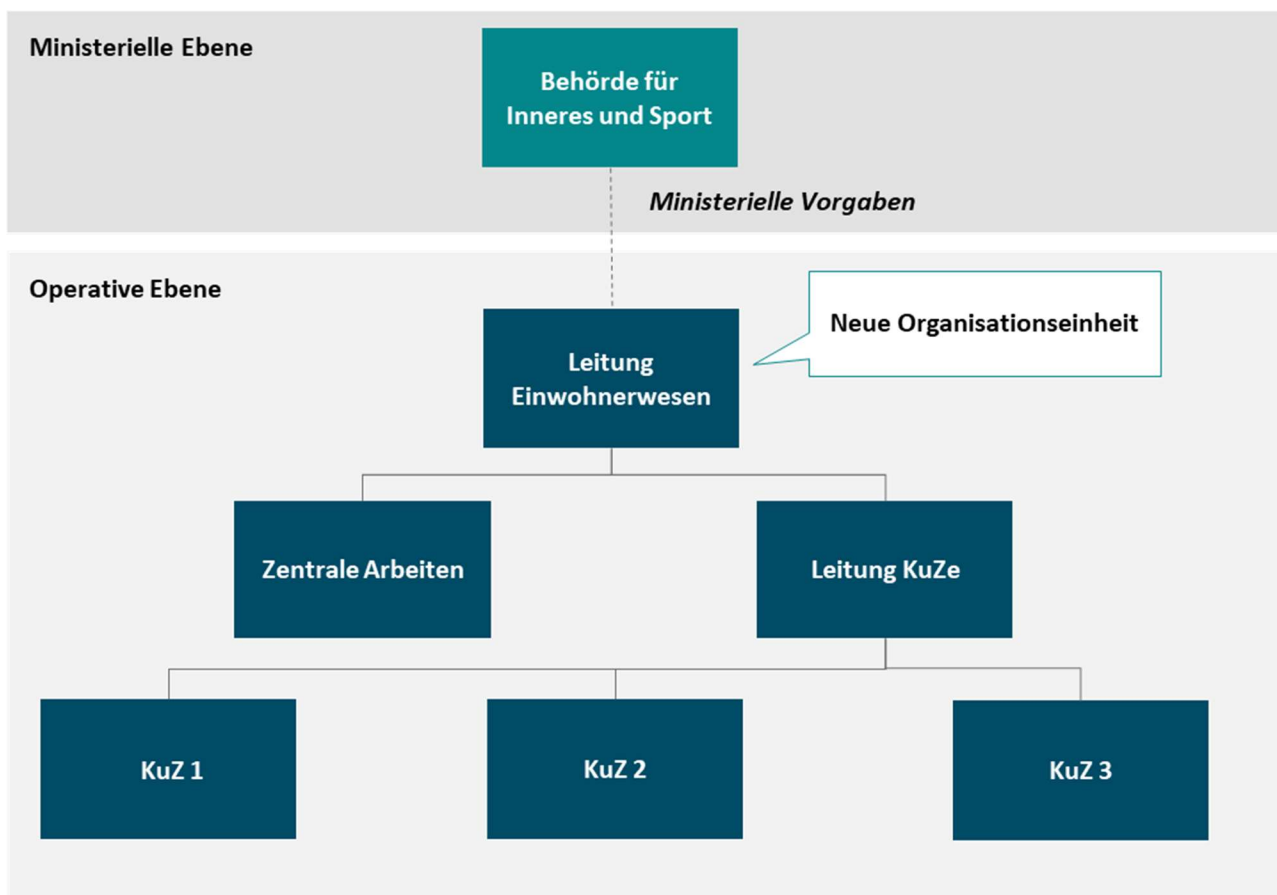 Ministerielle Ebene
Behörde für
Inneres und Sport
Ministerielle Vorgaben
Operative Ebene
Neue Organisationseinheit
Leitung
Einwohnerwesen
Zentrale Arbeiten
Leitung KuZe
KuZ 1
KuZ 2
KuZ 3